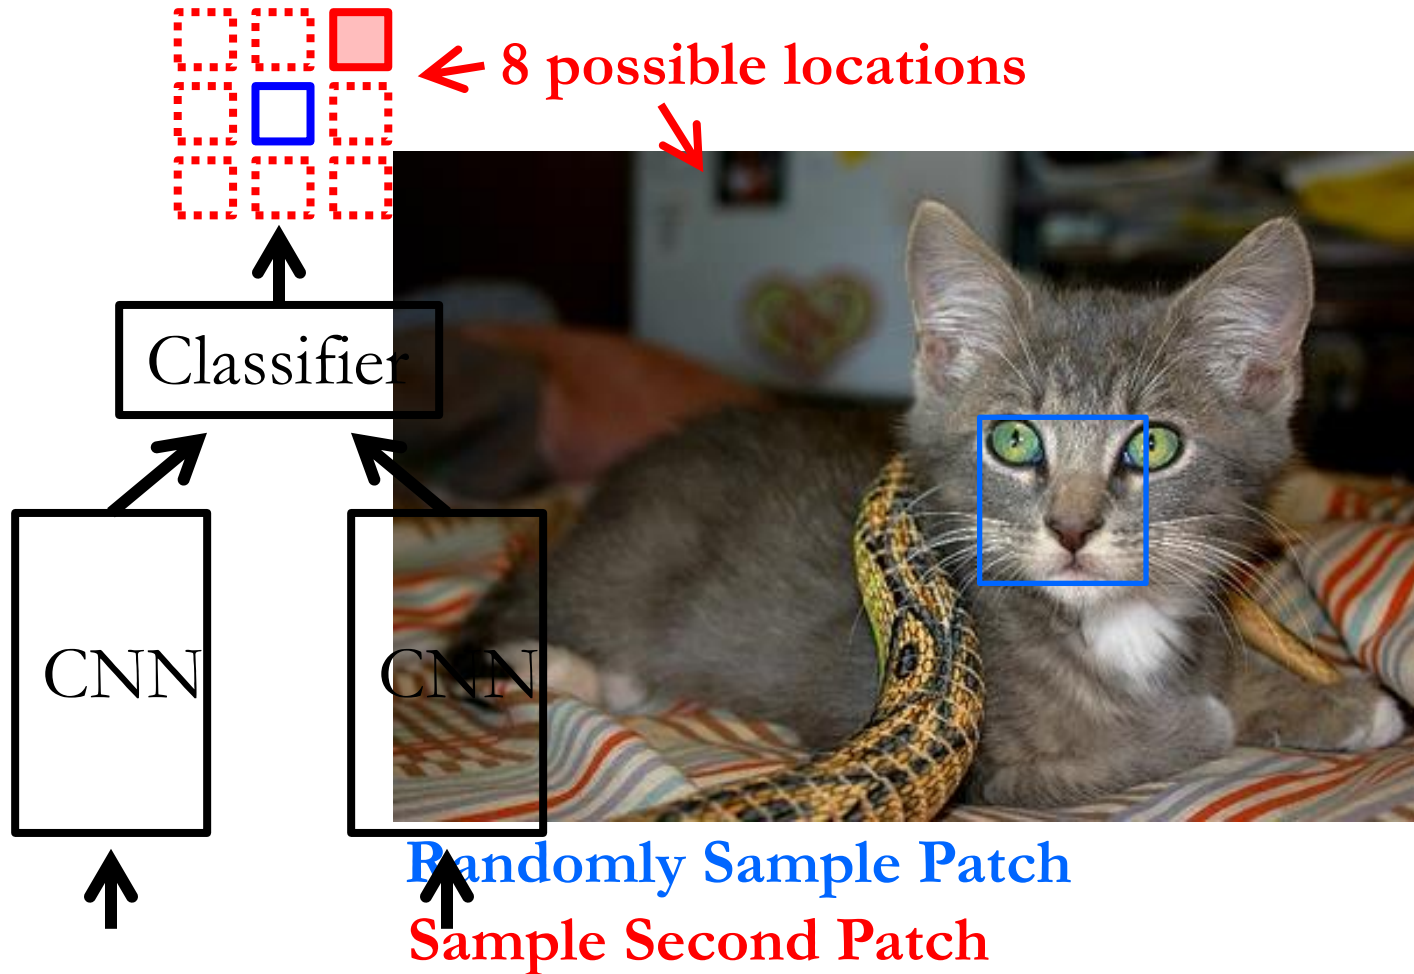 8 possible locations
Classifier
CNN
CNN
Randomly Sample Patch
Sample Second Patch